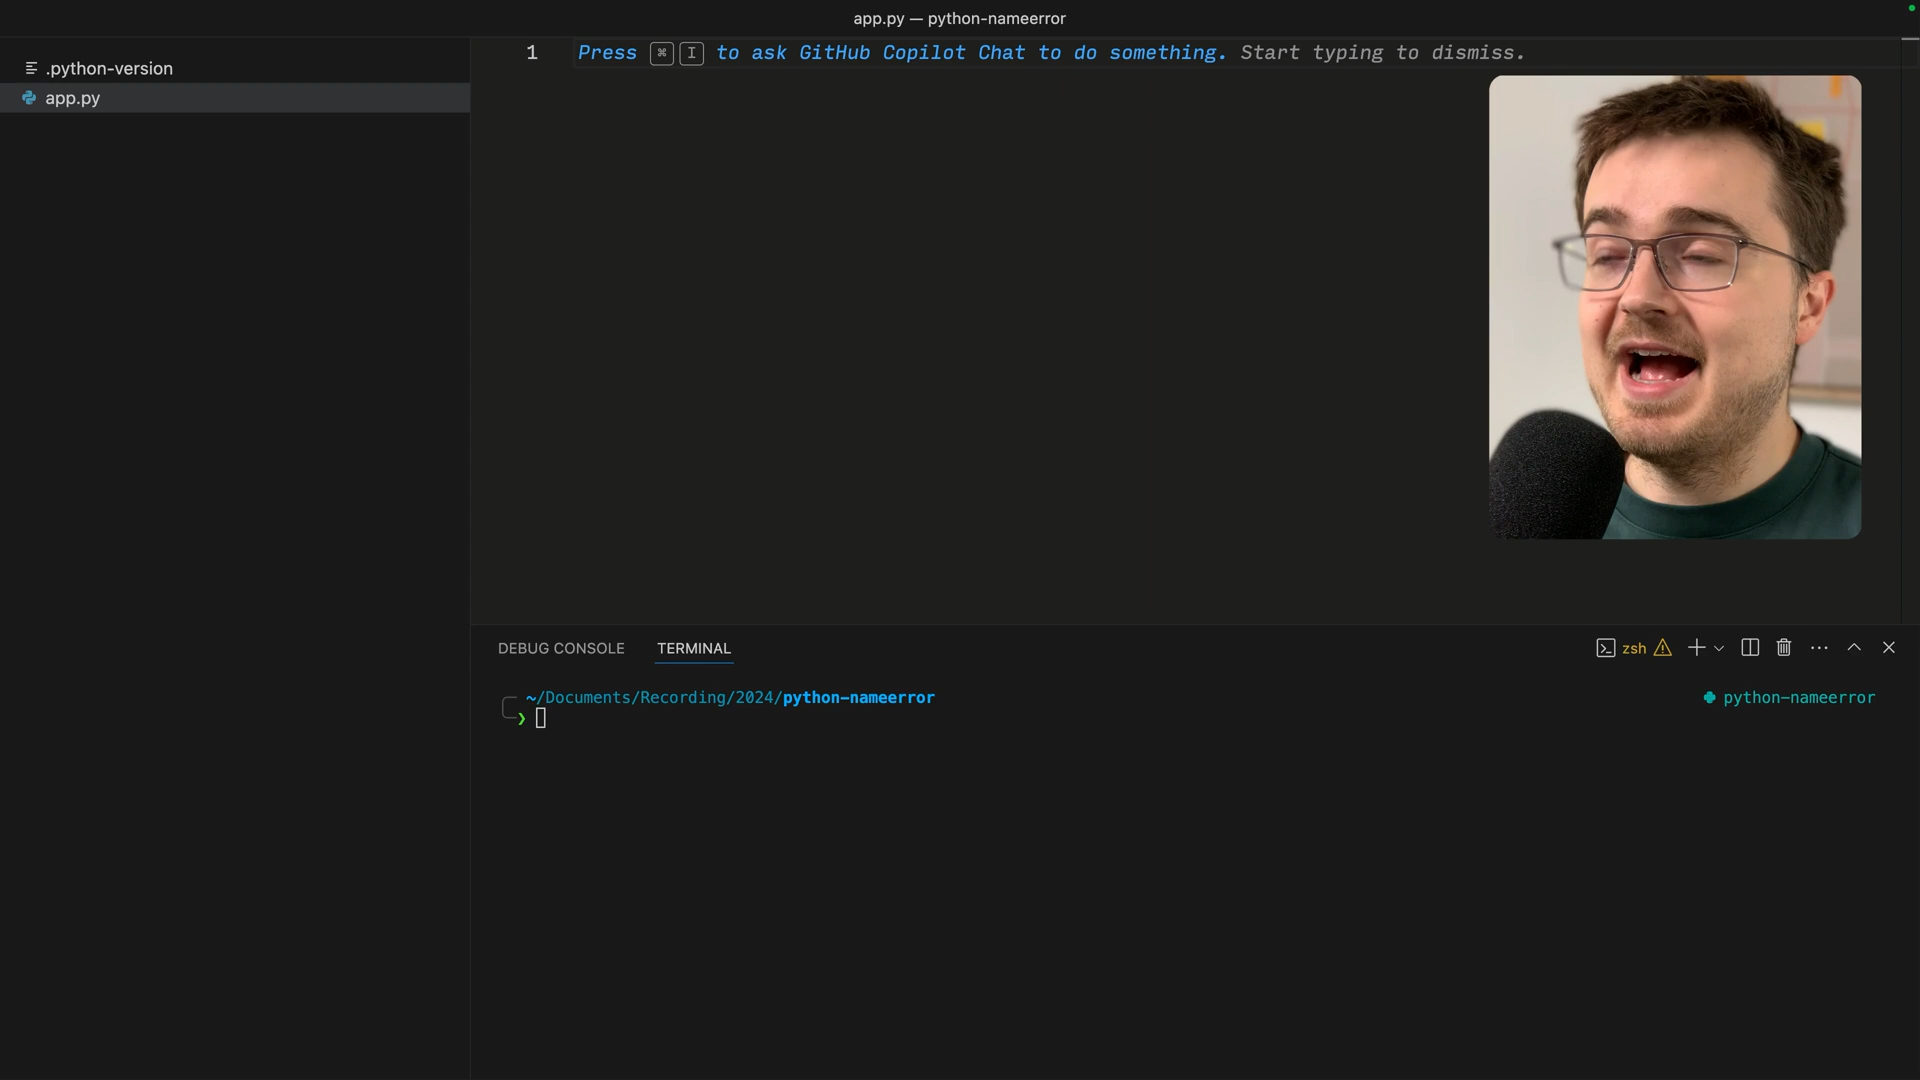 app.py — python-nameerror
.python-version
app.py
1 Press ⌘ I to ask GitHub Copilot Chat to do something. Start typing to dismiss.
DEBUG CONSOLE TERMINAL zsh
~/Documents/Recording/2024/python-nameerror python-nameerror